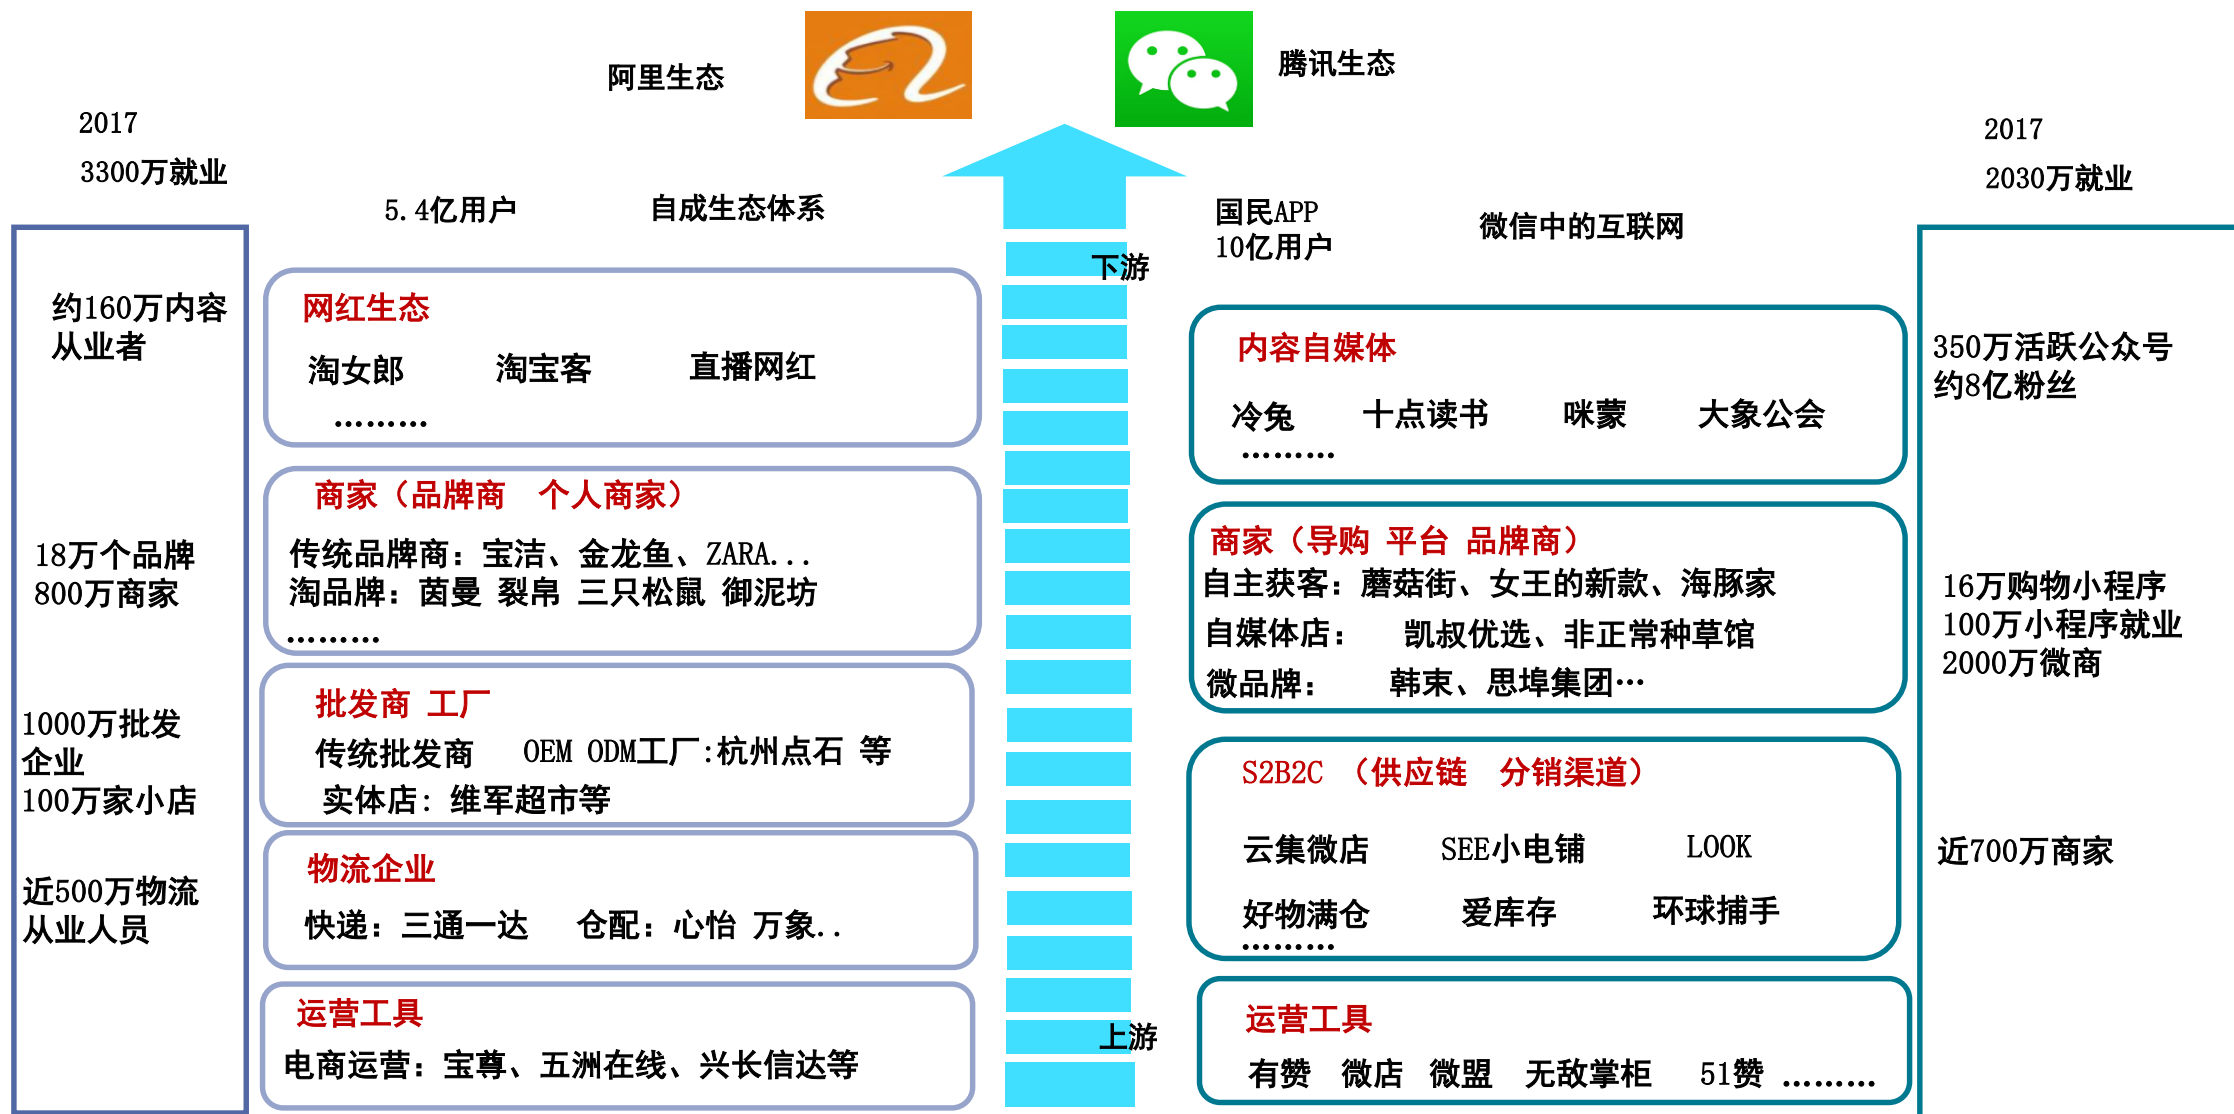 阿里生态
腾讯生态
2017
3300万就业
5.4亿用户
自成生态体系
国民APP
10亿用户
微信中的互联网
2017
2030万就业
下游
约160万内容
从业者
网红生态
淘女郎 淘宝客 直播网红
………
18万个品牌
800万商家
商家（品牌商 个人商家）
传统品牌商：宝洁、金龙鱼、ZARA...
淘品牌：茵曼 裂帛 三只松鼠 御泥坊
………
1000万批发
企业
100万家小店
批发商 工厂
传统批发商 OEM ODM工厂:杭州点石 等
实体店: 维军超市等
近500万物流
从业人员
物流企业
快递：三通一达 仓配：心怡 万象..
运营工具
电商运营：宝尊、五洲在线、兴长信达等
上游
内容自媒体
冷兔 十点读书 咪蒙 大象公会
………
350万活跃公众号
约8亿粉丝
商家（导购 平台 品牌商）
自主获客：蘑菇街、女王的新款、海豚家
自媒体店： 凯叔优选、非正常种草馆
微品牌： 韩束、思埠集团…
16万购物小程序
100万小程序就业
2000万微商
S2B2C （供应链 分销渠道）
云集微店 SEE小电铺 LOOK
好物满仓 爱库存 环球捕手
………
近700万商家
运营工具
有赞 微店 微盟 无敌掌柜 51赞 ………